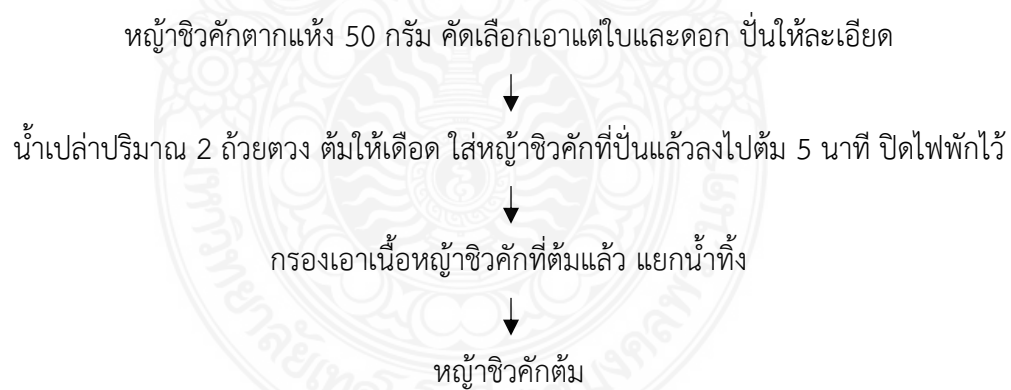 หญ้าชิวคักตากแห้ง 50 กรัม คัดเลือกเอาแต่ใบและดอก ปั่นให้ละเอียด
น้ำเปล่าปริมาณ 2 ถ้วยตวง ต้มให้เดือด ใส่หญ้าชิวคักที่ปั่นแล้วลงไปต้ม 5 นาที ปิดไฟพักไว้
กรองเอาเนื้อหญ้าชิวคักที่ต้มแล้ว แยกน้ำทิ้ง
หญ้าชิวคักต้ม